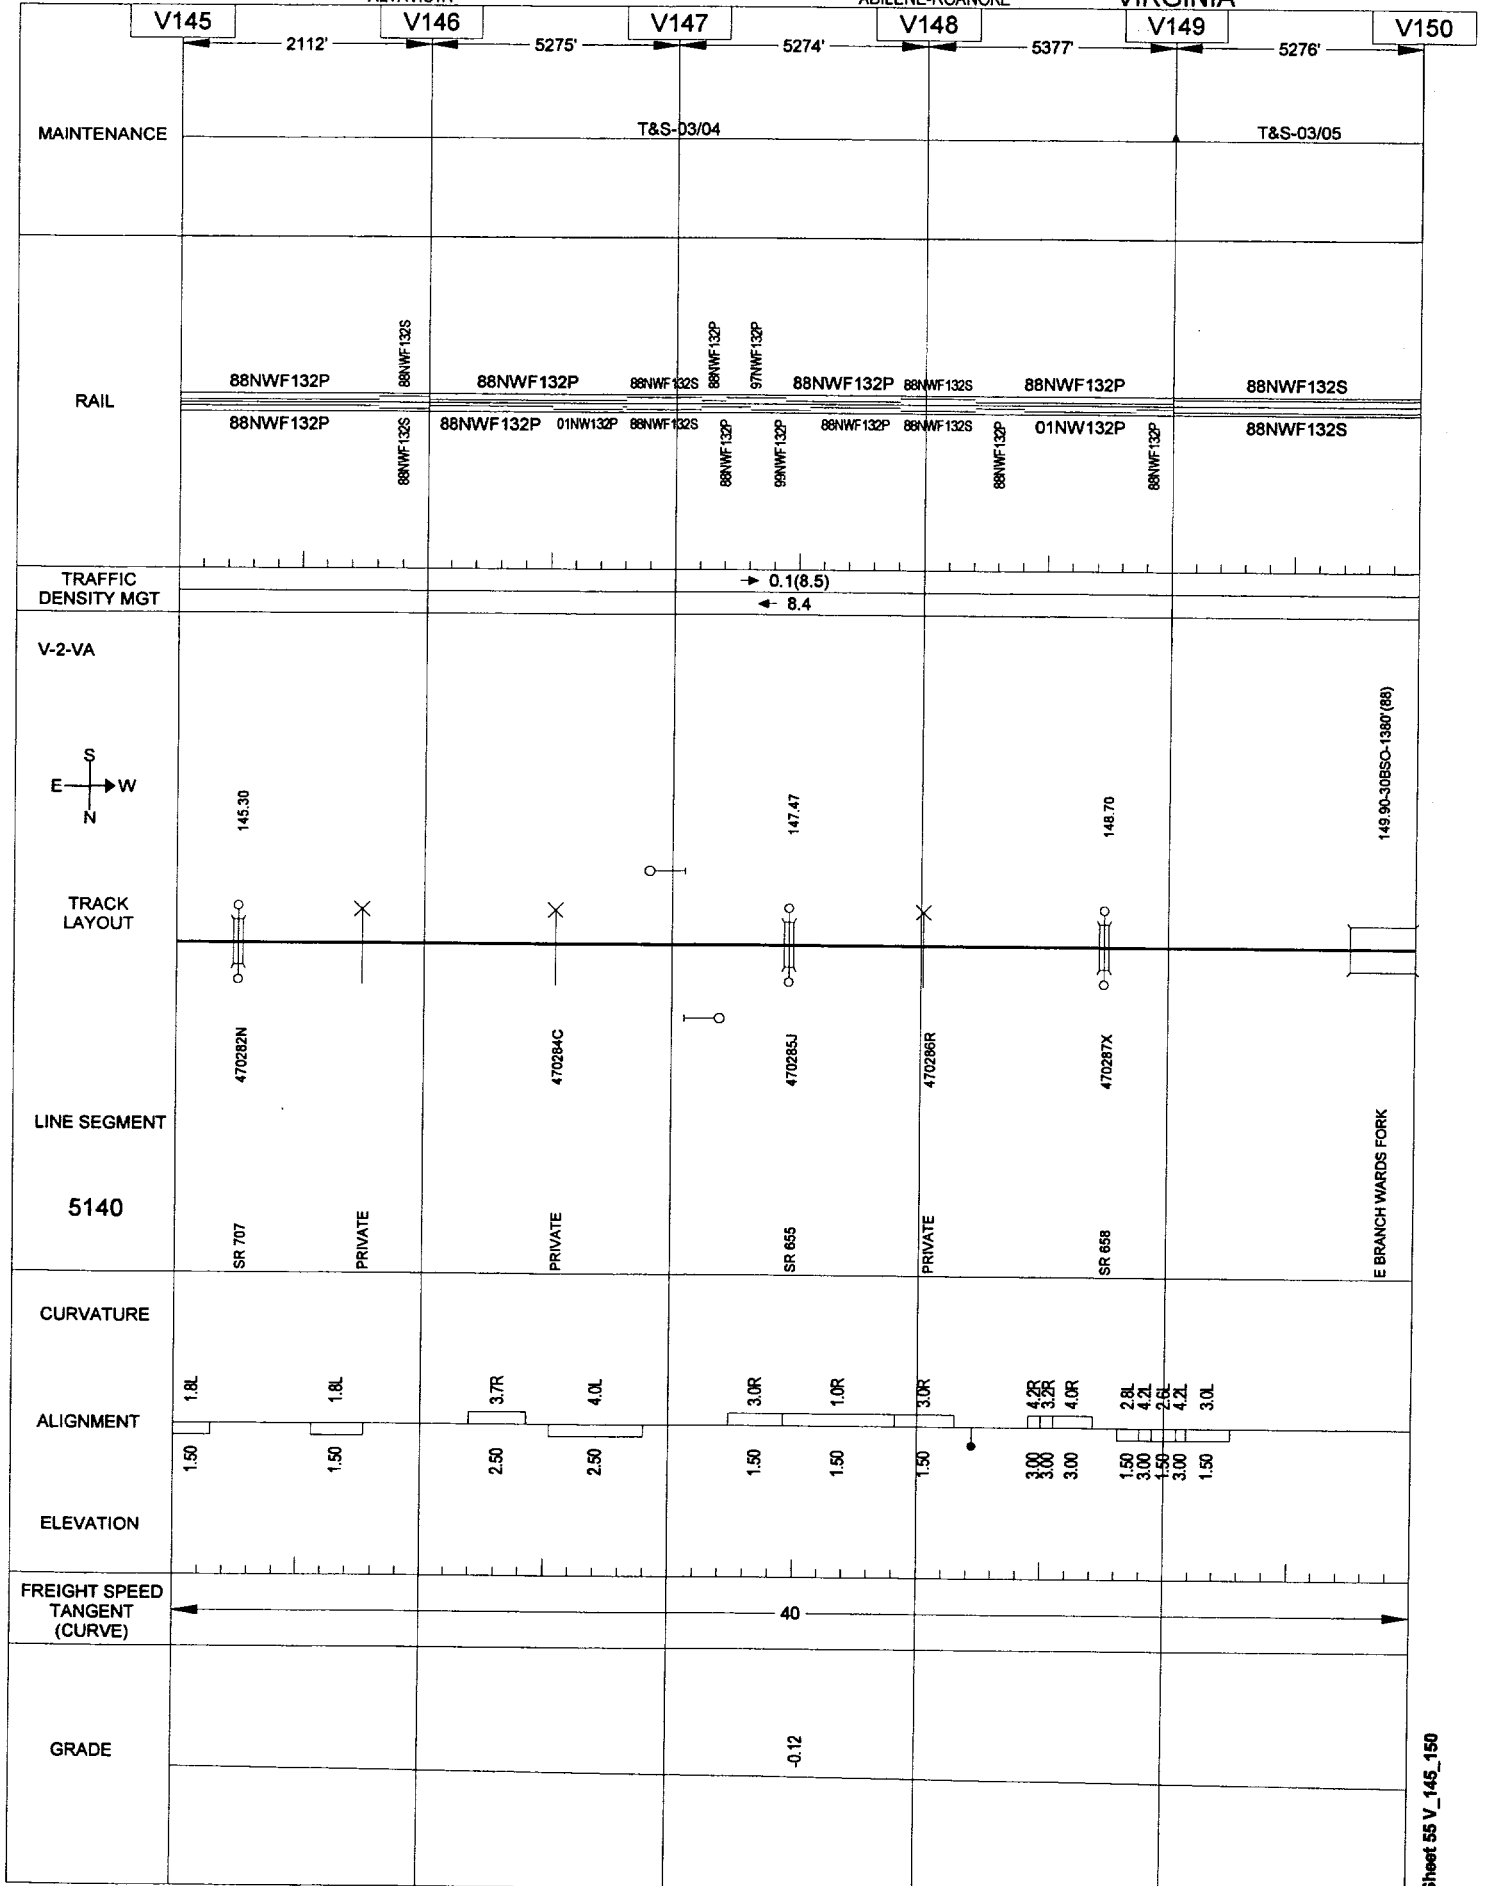 VIRGINIA
V145 V146 V147 V148 V149 V150
2112' 5275' 5274' 5377' 5276'
MAINTENANCE
T&S-03/04 T&S-03/05
RAIL
88NWF132S 88NWF132P 97NWF132P
88NWF132P 88NWF132P 88NWF132S 88NWF132P 88NWF132S 88NWF132P 88NWF132S
88NWF132P 88NWF132P 01NW132P 88NWF132S 88NWF132P 88NWF132S 01NW132P 88NWF132S
88NWF132S 88NWF132P 99NWF132P 88NWF132P 88NWF132P
TRAFFIC
DENSITY MGT
0.1(8.5)
8.4
V-2-VA
S
E W
N
145.30 147.47 148.70 149.90-30BSO-1380'(88)
TRACK
LAYOUT
470282N 470284C 470285J 470286R 470287X
LINE SEGMENT
5140
SR 707 PRIVATE PRIVATE SR 655 PRIVATE SR 658 E BRANCH WARDS FORK
CURVATURE
1.8L 1.8L 3.7R 4.0L 3.0R 1.0R 3.0R 4.2R 3.2R 4.0R 2.8L 4.2L 2.6L 4.2L 3.0L
ALIGNMENT
1.50 1.50 2.50 2.50 1.50 1.50 1.50 3.00 3.00 3.00 1.50 3.00 1.50 3.00 1.50
ELEVATION
FREIGHT SPEED
TANGENT
(CURVE)
40
GRADE
-0.12
Sheet 55 V_145_150